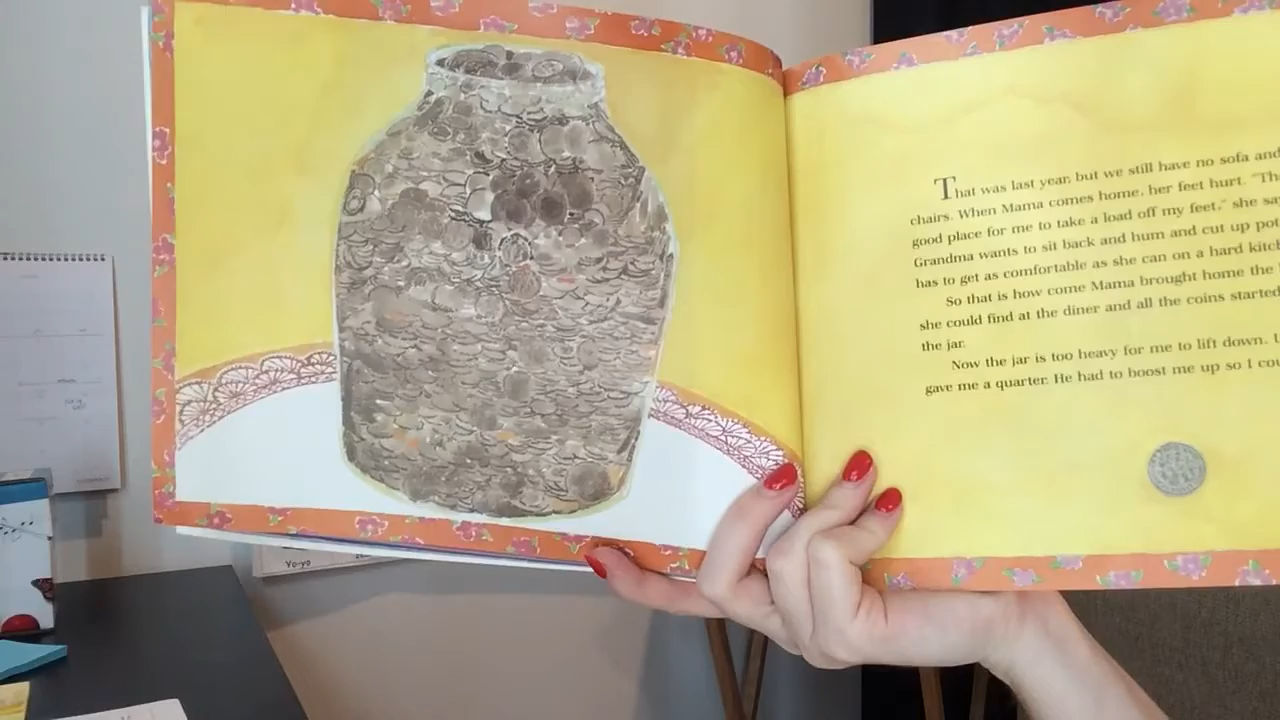 That was last year, but we still have no sofa and
chairs. When Mama comes home, her feet hurt. "Th
good place for me to take a load off my feet," she sa
Grandma wants to sit back and hum and cut up pot
has to get as comfortable as she can on a hard kitch
So that is how come Mama brought home the
she could find at the diner and all the coins started
the jar.
Now the jar is too heavy for me to lift down. U
gave me a quarter. He had to boost me up so I cou
Yo-yo